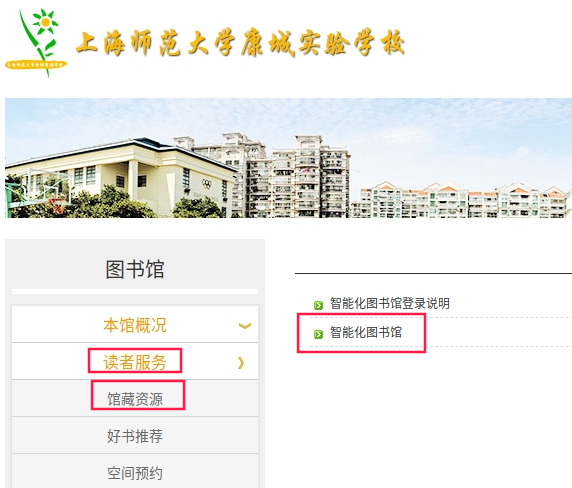 上海师范大学康城实验学校
图书馆
本馆概况
读者服务
馆藏资源
好书推荐
空间预约
智能化图书馆登录说明
智能化图书馆